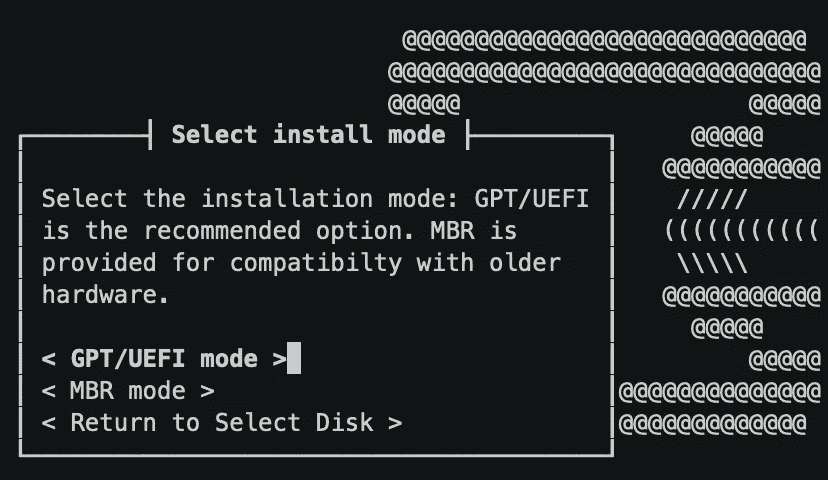 Select install mode
Select the installation mode: GPT/UEFI
is the recommended option. MBR is
provided for compatibilty with older
hardware.
< GPT/UEFI mode >
< MBR mode >
< Return to Select Disk >